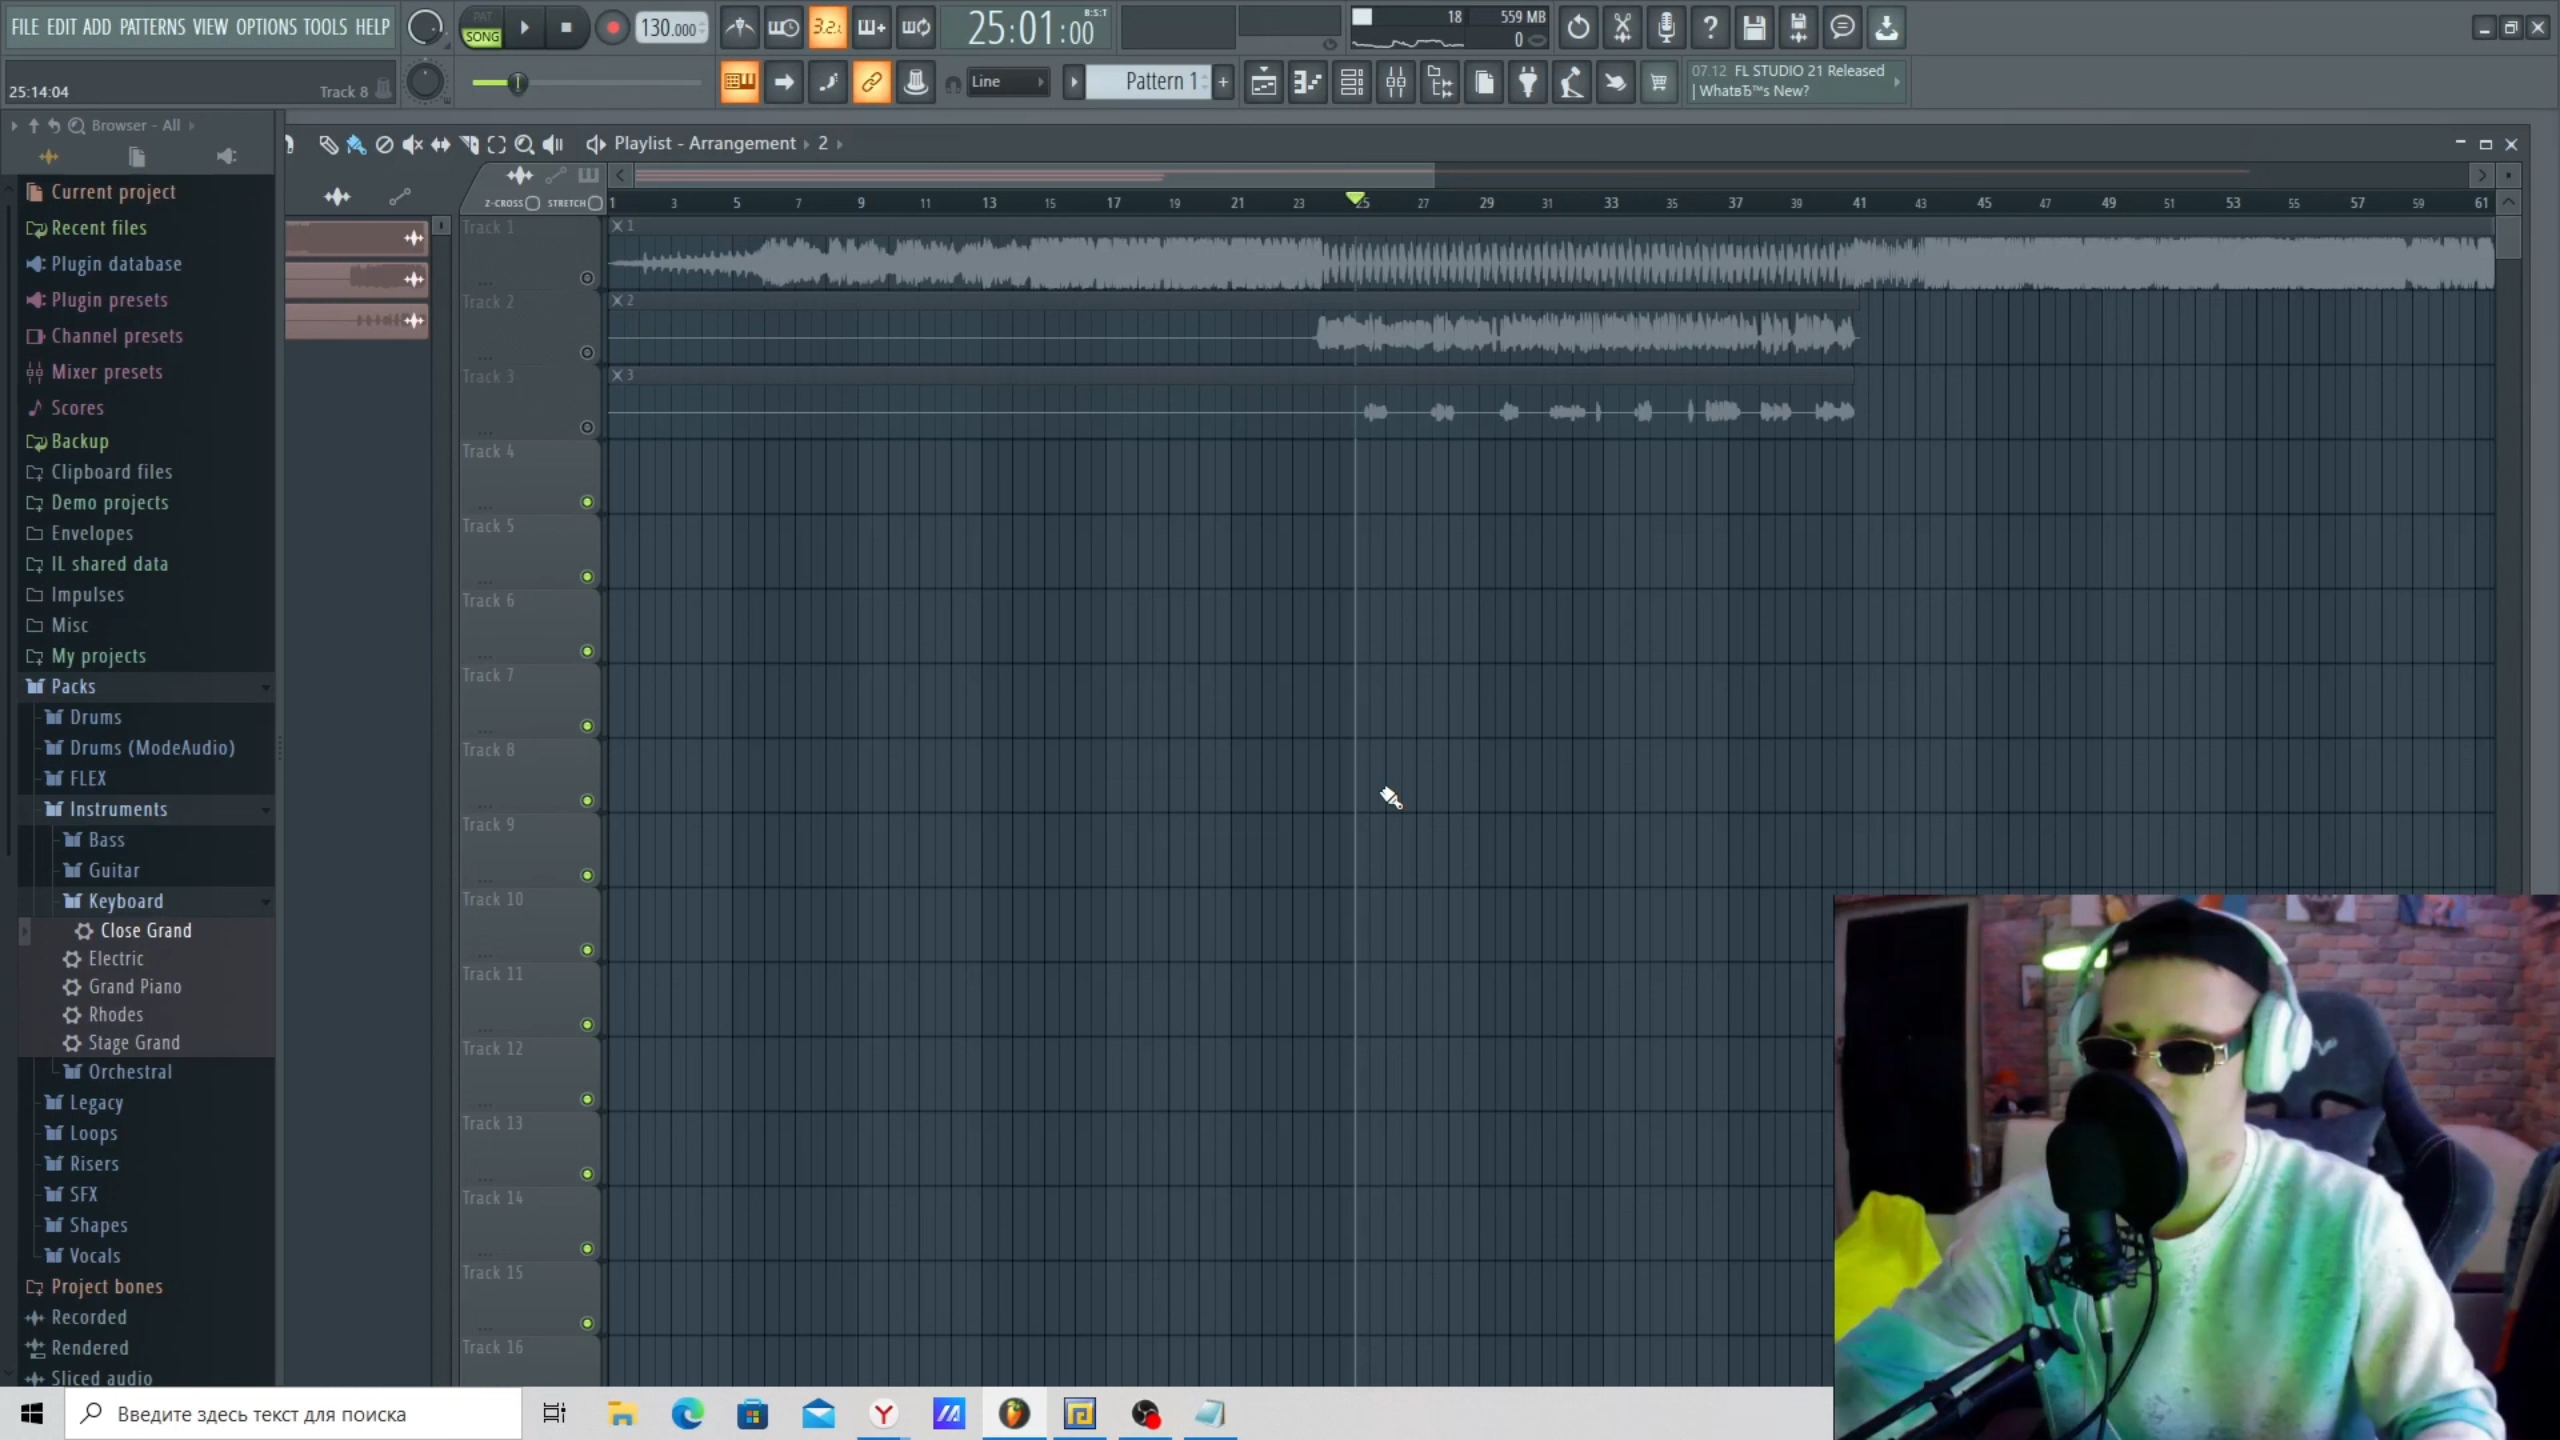 FILE EDIT ADD PATTERNS VIEW OPTIONS TOOLS HELP
PAT
SONG
130.000
3.2.
25:01:00
B:S:T
18
559 MB
0
25:14:04
Track 8
Line
Pattern 1
07.12 FL STUDIO 21 Released
| WhatвЂ™s New?
Browser - All
Playlist - Arrangement
2
Z-CROSS
STRETCH
1 3 5 7 9 11 13 15 17 19 21 23 25 27 29 31 33 35 37 39 41 43 45 47 49 51 53 55 57 59 61
Current project
Recent files
Plugin database
Plugin presets
Channel presets
Mixer presets
Scores
Backup
Clipboard files
Demo projects
Envelopes
IL shared data
Impulses
Misc
My projects
Packs
Drums
Drums (ModeAudio)
FLEX
Instruments
Bass
Guitar
Keyboard
Close Grand
Electric
Grand Piano
Rhodes
Stage Grand
Orchestral
Legacy
Loops
Risers
SFX
Shapes
Vocals
Project bones
Recorded
Rendered
Sliced audio
Track 1
1
Track 2
2
Track 3
3
Track 4
Track 5
Track 6
Track 7
Track 8
Track 9
Track 10
Track 11
Track 12
Track 13
Track 14
Track 15
Track 16
Введите здесь текст для поиска